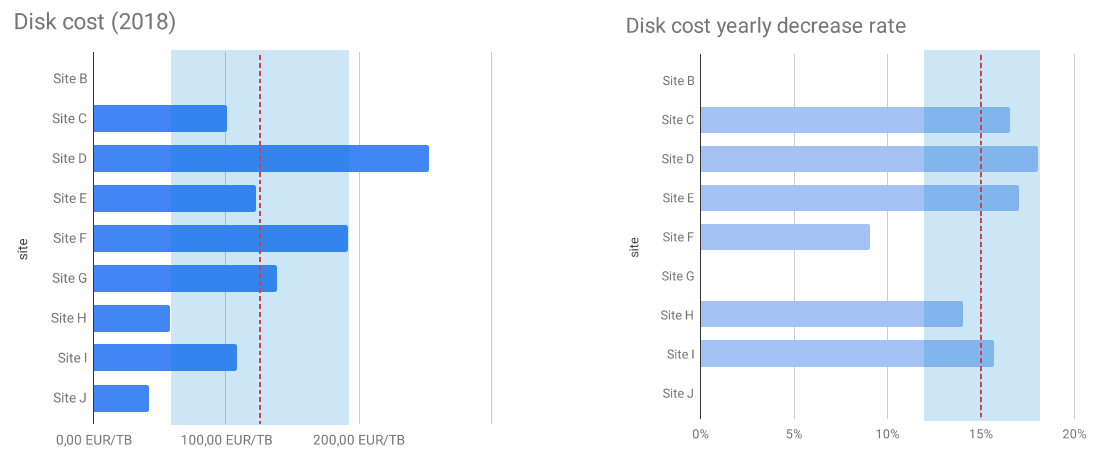 Disk cost (2018)
Site B
Site C
Site D
Site E
Site F
Site G
Site H
Site I
Site J
site
0,00 EUR/TB
100,00 EUR/TB
200,00 EUR/TB
Disk cost yearly decrease rate
Site B
Site C
Site D
Site E
Site F
Site G
Site H
Site I
Site J
site
0%
5%
10%
15%
20%